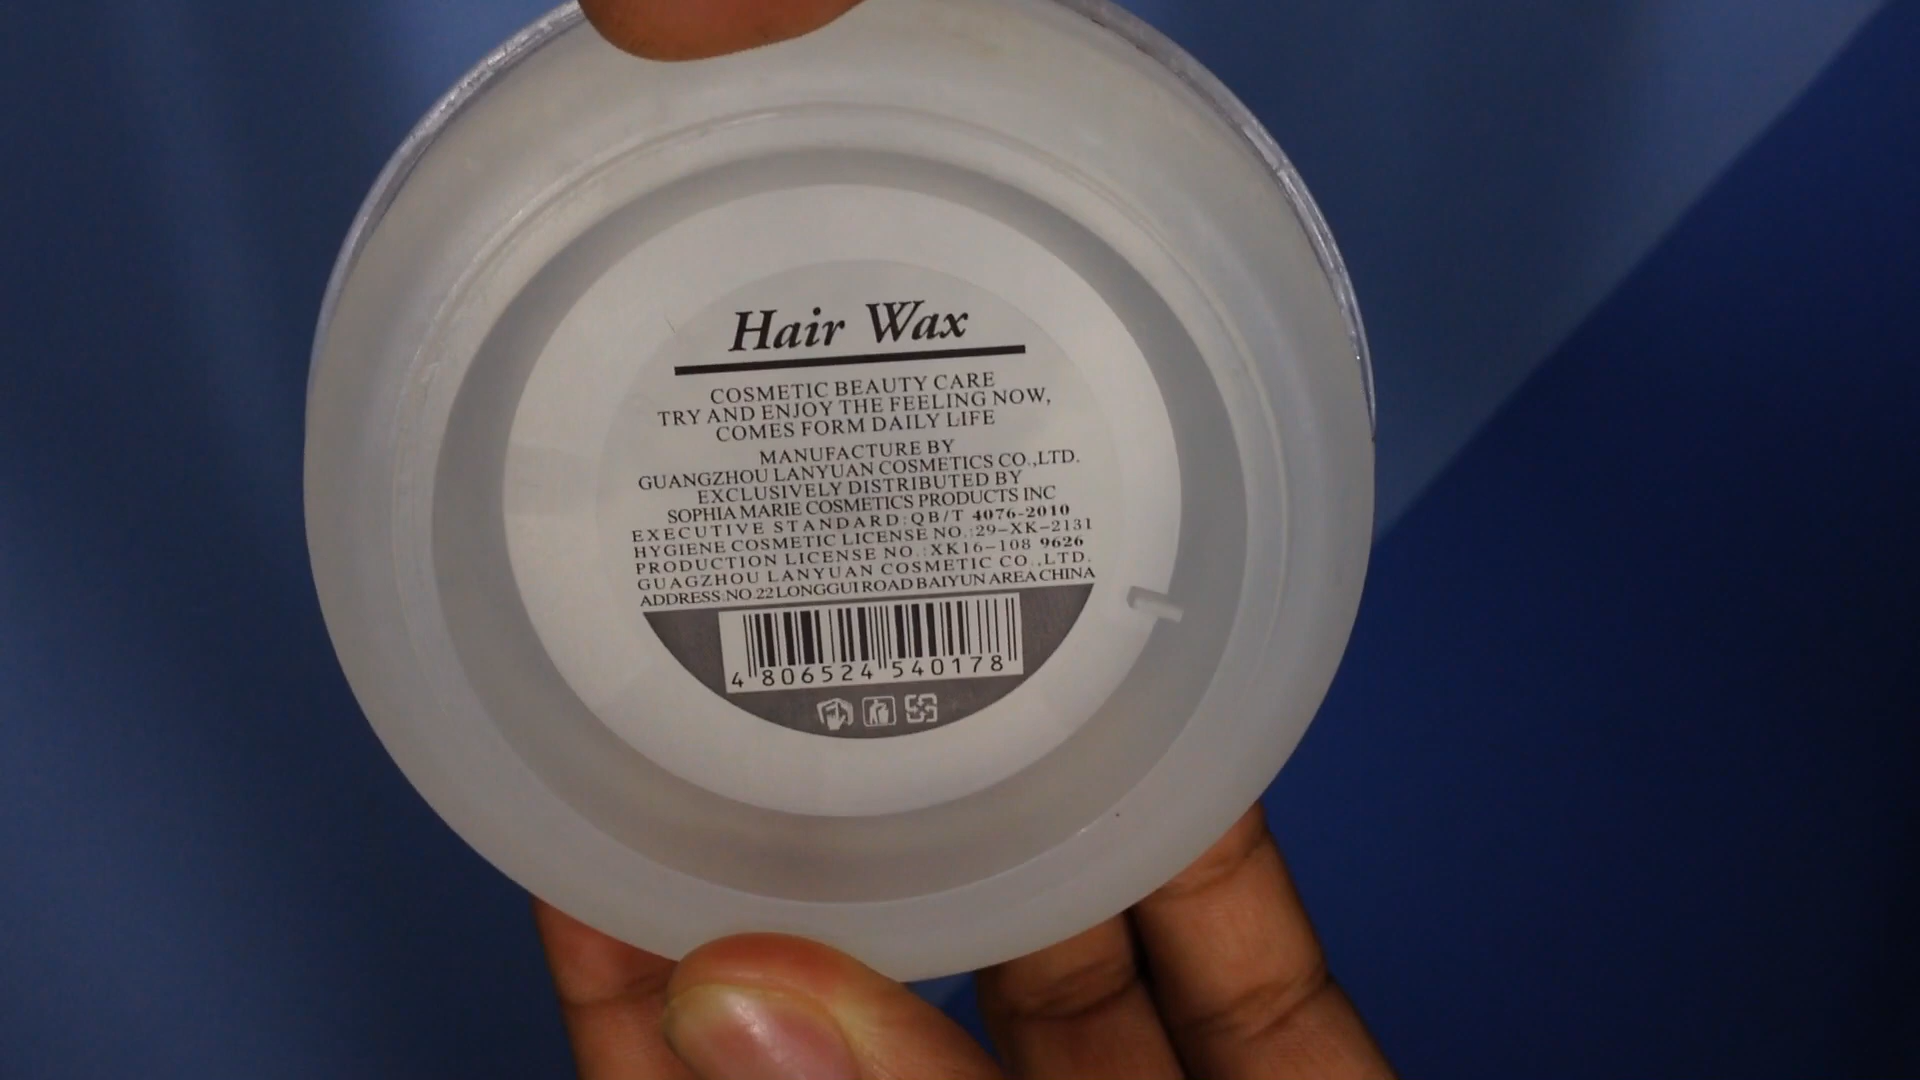 Hair Wax
COSMETIC BEAUTY CARE
TRY AND ENJOY THE FEELING NOW,
COMES FORM DAILY LIFE
MANUFACTURE BY
GUANGZHOU LANYUAN COSMETICS CO.,LTD.
EXCLUSIVELY DISTRIBUTED BY
SOPHIA MARIE COSMETICS PRODUCTS INC
EXECUTIVE STANDARD:QB/T 4076-2010
HYGIENE COSMETIC LICENSE NO.:29-XK-2131
PRODUCTION LICENSE NO.:XK16-108 9626
GUAGZHOU LANYUAN COSMETIC CO.,LTD.
ADDRESS:NO.22 LONGGUI ROAD BAIYUN AREA CHINA
4 806524 540178